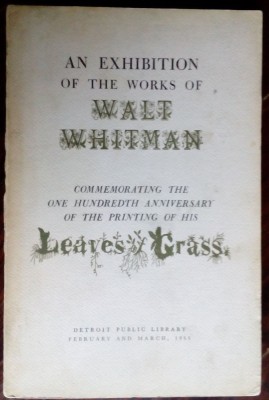 AN EXHIBITION
OF THE WORKS OF
WALT
WHITMAN
COMMEMORATING THE
ONE HUNDREDTH ANNIVERSARY
OF THE PRINTING OF HIS
Leaves of Grass.
DETROIT PUBLIC LIBRARY
FEBRUARY AND MARCH,